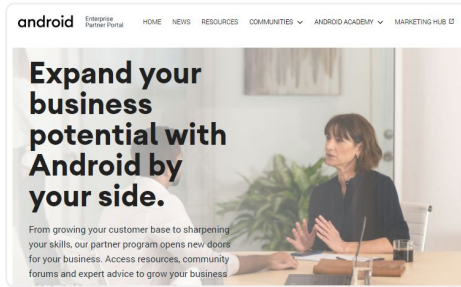 android Enterprise Partner Portal HOME NEWS RESOURCES COMMUNITIES ANDROID ACADEMY MARKETING HUB
Expand your
business
potential with
Android by
your side.
From growing your customer base to sharpening
your skills, our partner program opens new doors
for your business. Access resources, community
forums and expert advice to grow your business